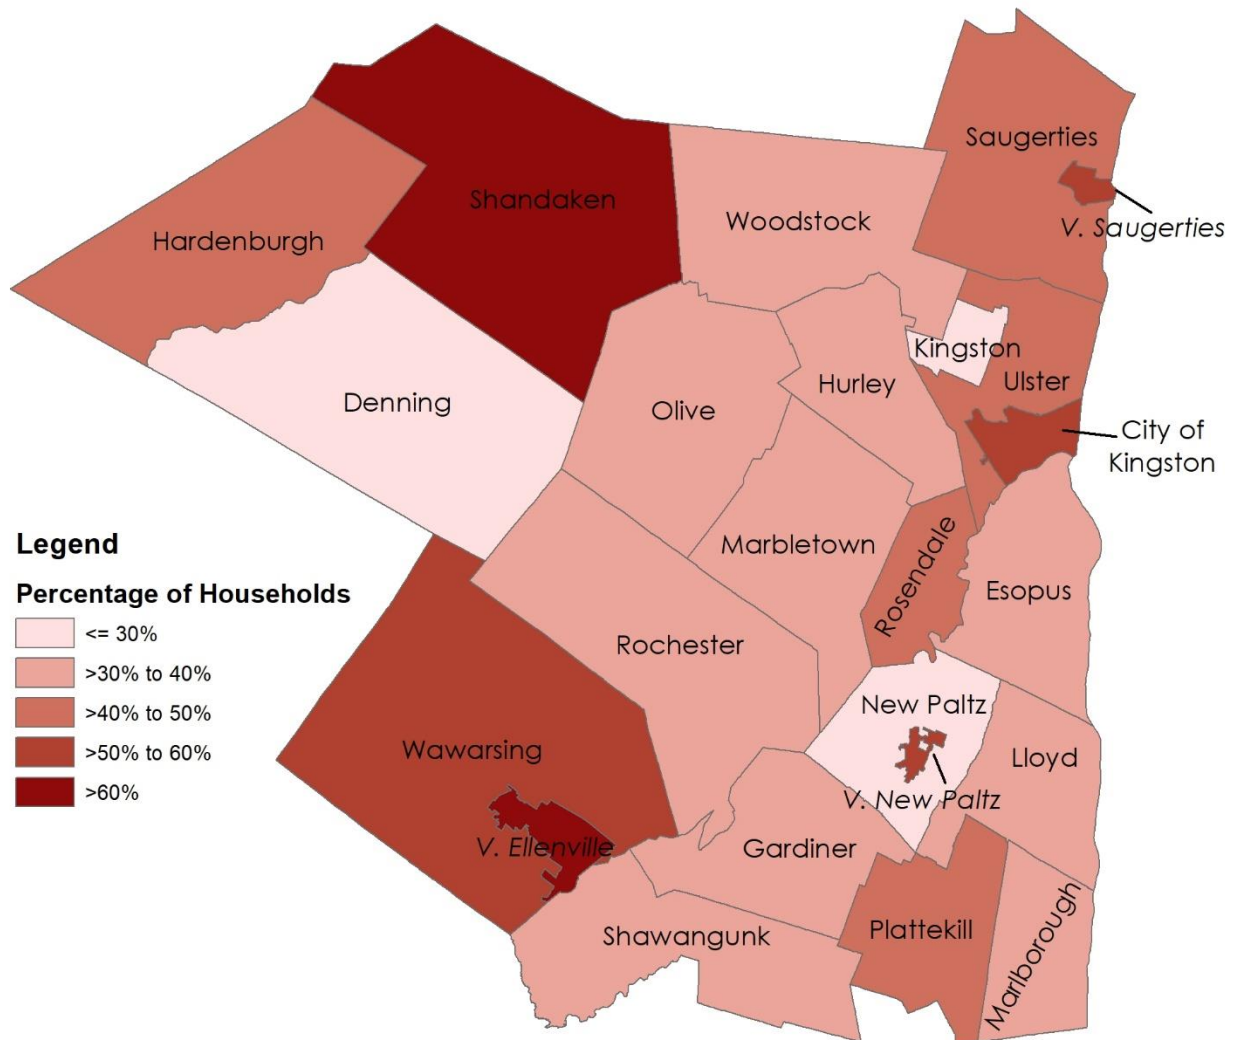 Saugerties
V. Saugerties
Shandaken
Woodstock
Hardenburgh
Kingston
Ulster
Hurley
Denning
Olive
City of
Kingston
Legend
Percentage of Households
<= 30%
>30% to 40%
>40% to 50%
>50% to 60%
>60%
Marbletown
Rosendale
Esopus
Rochester
New Paltz
Wawarsing
Lloyd
V. New Paltz
V. Ellenville
Gardiner
Shawangunk
Plattekill
Marlborough